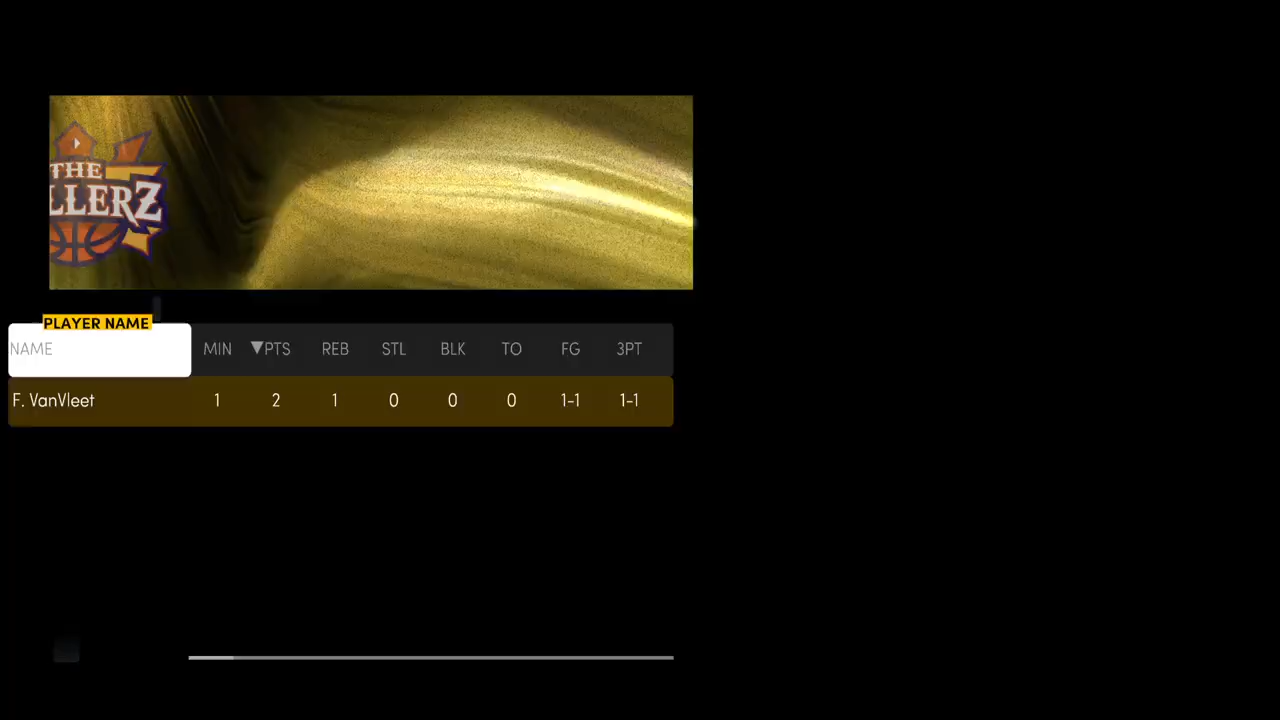 THE
LLERZ
PLAYER NAME
NAME MIN ▼PTS REB STL BLK TO FG 3PT
F. VanVleet 1 2 1 0 0 0 1-1 1-1